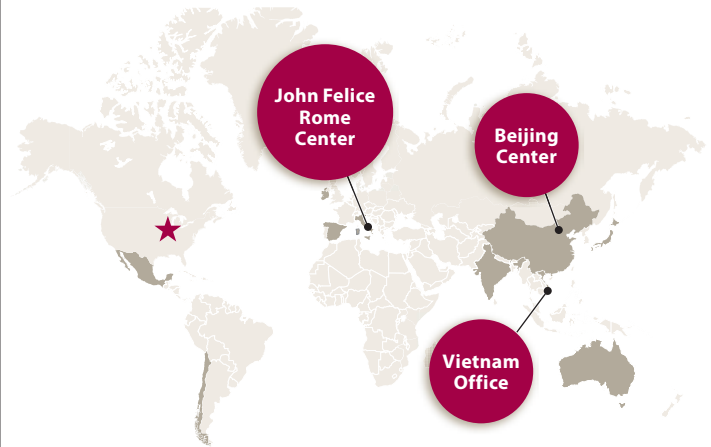 John Felice
Rome
Center
Beijing
Center
Vietnam
Office